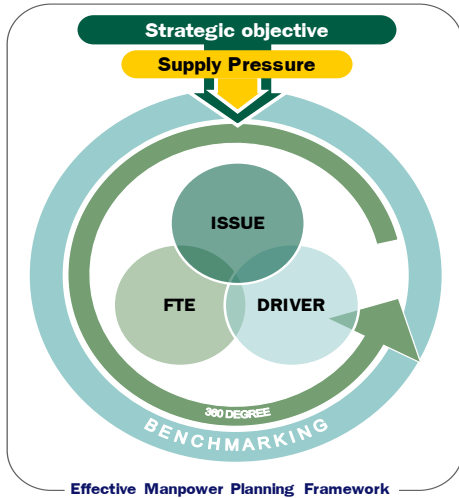 Strategic objective
Supply Pressure
ISSUE
FTE
DRIVER
360 DEGREE
BENCHMARKING
Effective Manpower Planning Framework